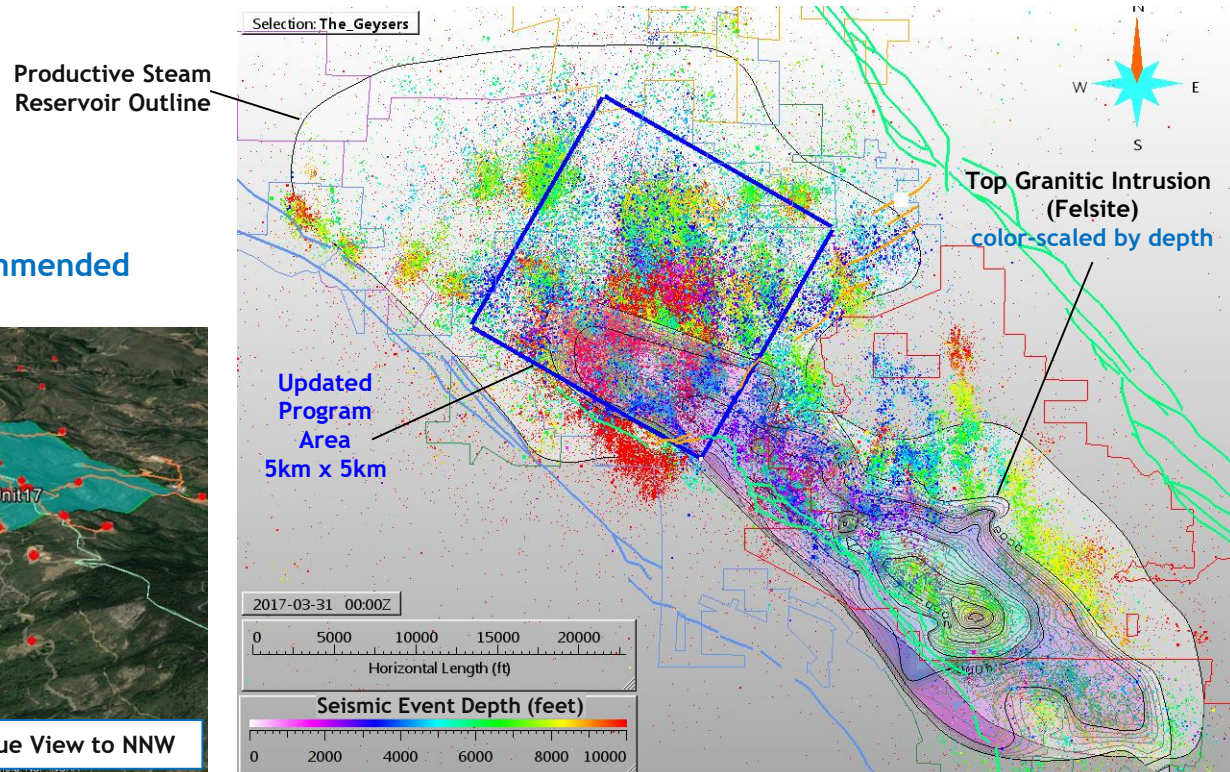 Selection: The_Geysers
Productive Steam
Reservoir Outline
N
W
E
S
Top Granitic Intrusion
(Felsite)
color-scaled by depth
mmended
Updated
Program
Area
5km x 5km
nit17
ue View to NNW
2017-03-31 00:00Z
0 5000 10000 15000 20000
Horizontal Length (ft)
Seismic Event Depth (feet)
0 2000 4000 6000 8000 10000